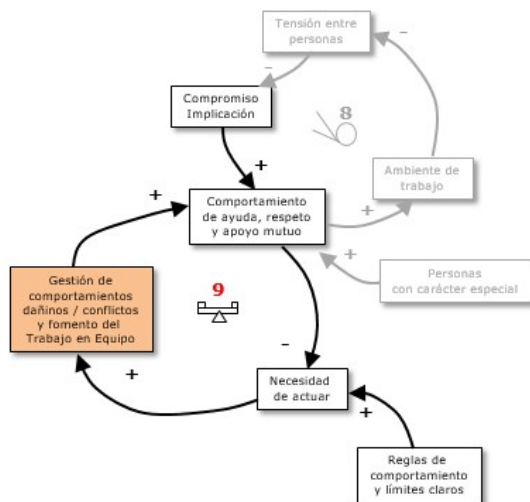 Tensión entre
personas
–
–
Compromiso
Implicación
8
+
Ambiente de
trabajo
+
Comportamiento
de ayuda, respeto
y apoyo mutuo
+
+
Personas
con carácter especial
Gestión de
comportamientos
dañinos / conflictos
y fomento del
Trabajo en Equipo
9
–
+
Necesidad
de actuar
+
Reglas de
comportamiento
y límites claros